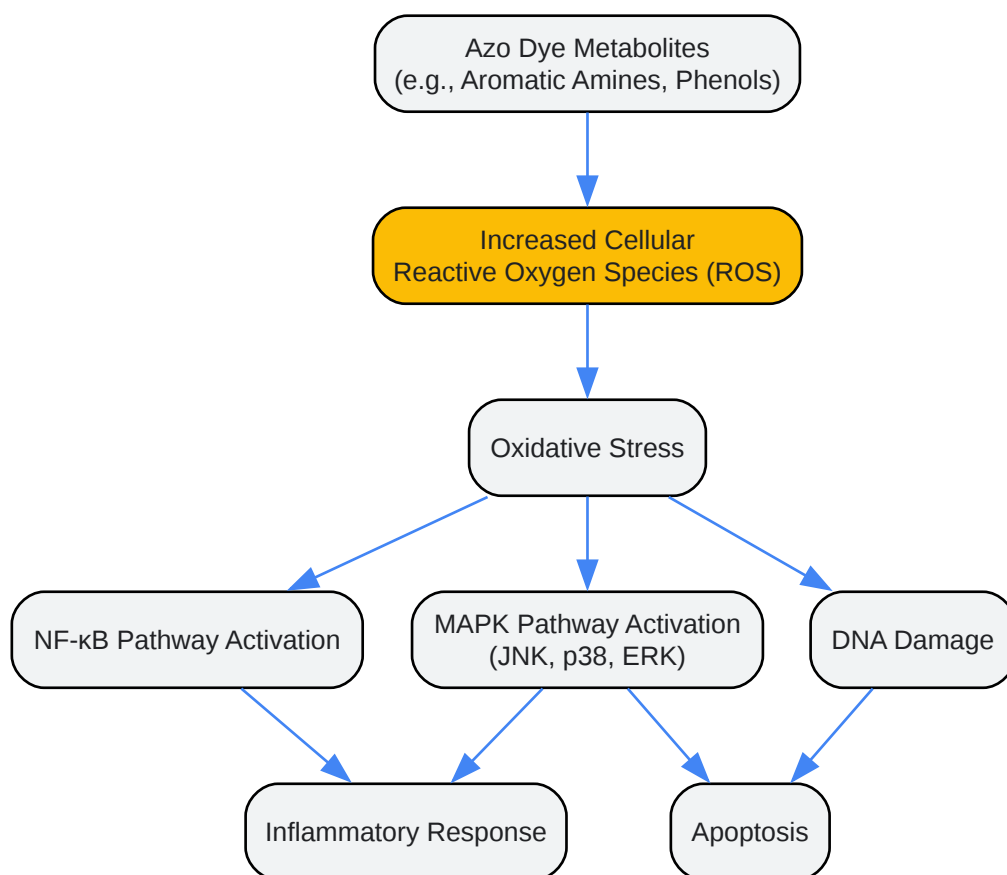 Azo Dye Metabolites
(e.g., Aromatic Amines, Phenols)
Increased Cellular
Reactive Oxygen Species (ROS)
Oxidative Stress
NF-κB Pathway Activation
MAPK Pathway Activation
(JNK, p38, ERK)
DNA Damage
Inflammatory Response
Apoptosis